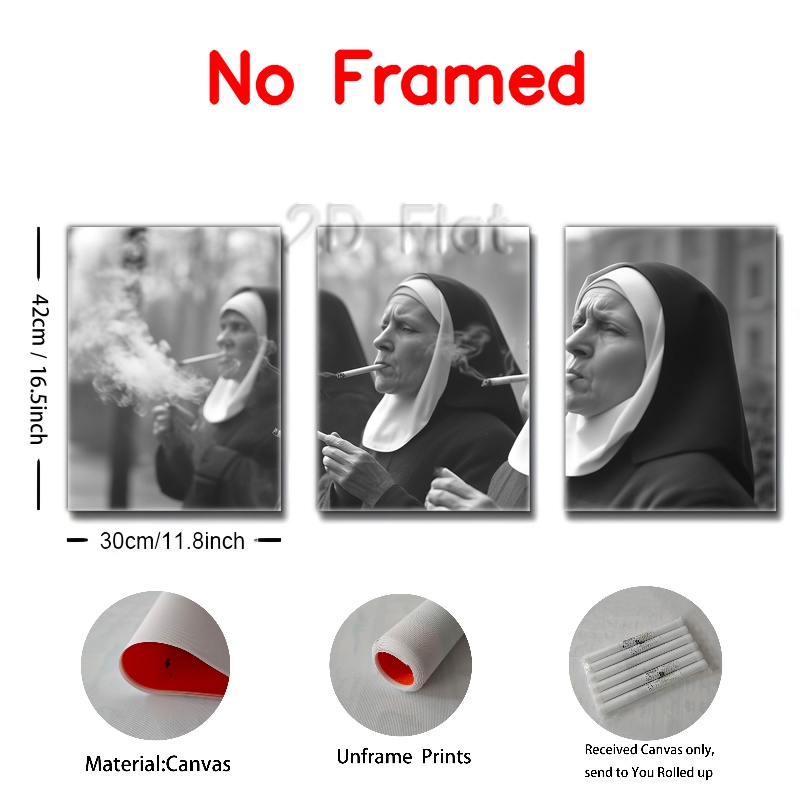 No Framed
2D Flat
42cm / 16.5inch
30cm/11.8inch
Material:Canvas
Unframe Prints
Received Canvas only,
send to You Rolled up